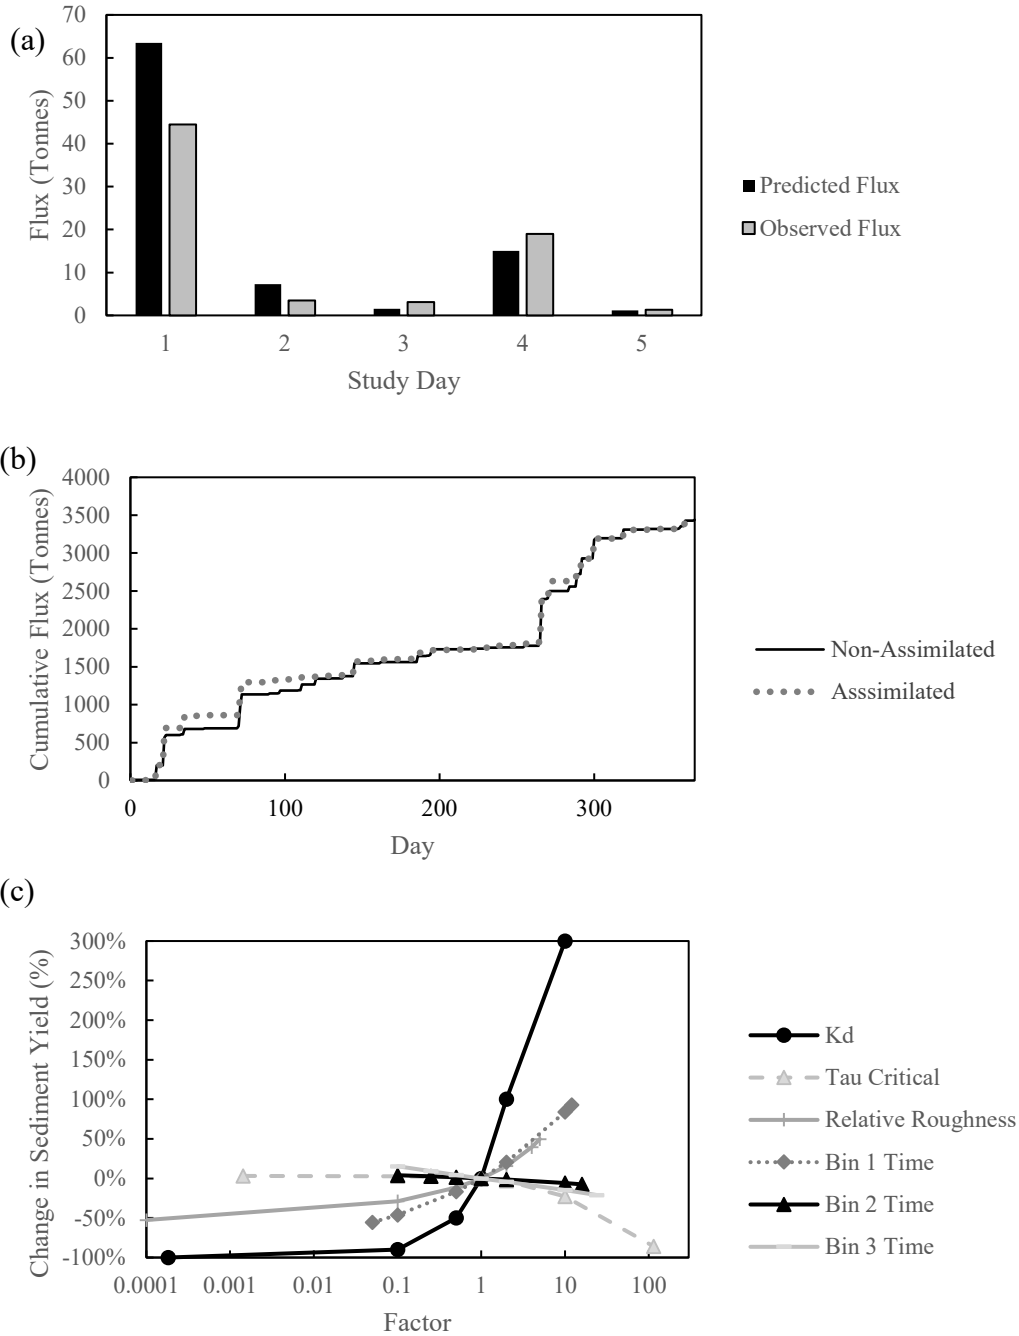 (a)
Flux (Tonnes)
70
60
50
40
30
20
10
0
1 2 3 4 5
Study Day
Predicted Flux
Observed Flux
(b)
Cumulative Flux (Tonnes)
4000
3500
3000
2500
2000
1500
1000
500
0
0 100 200 300
Day
Non-Assimilated
Asssimilated
(c)
Change in Sediment Yield (%)
300%
250%
200%
150%
100%
50%
0%
-50%
-100%
0.0001 0.001 0.01 0.1 1 10 100
Factor
Kd
Tau Critical
Relative Roughness
Bin 1 Time
Bin 2 Time
Bin 3 Time